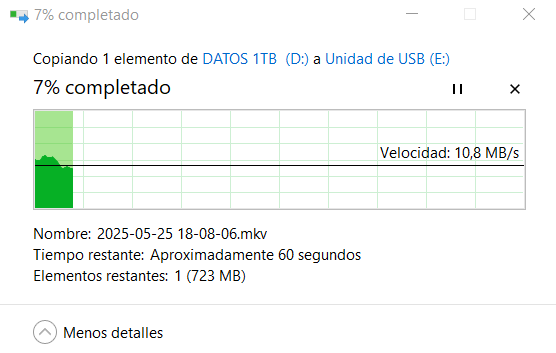 7% completado
Copiando 1 elemento de DATOS 1TB (D:) a Unidad de USB (E:)
7% completado
Velocidad: 10,8 MB/s
Nombre: 2025-05-25 18-08-06.mkv
Tiempo restante: Aproximadamente 60 segundos
Elementos restantes: 1 (723 MB)
Menos detalles